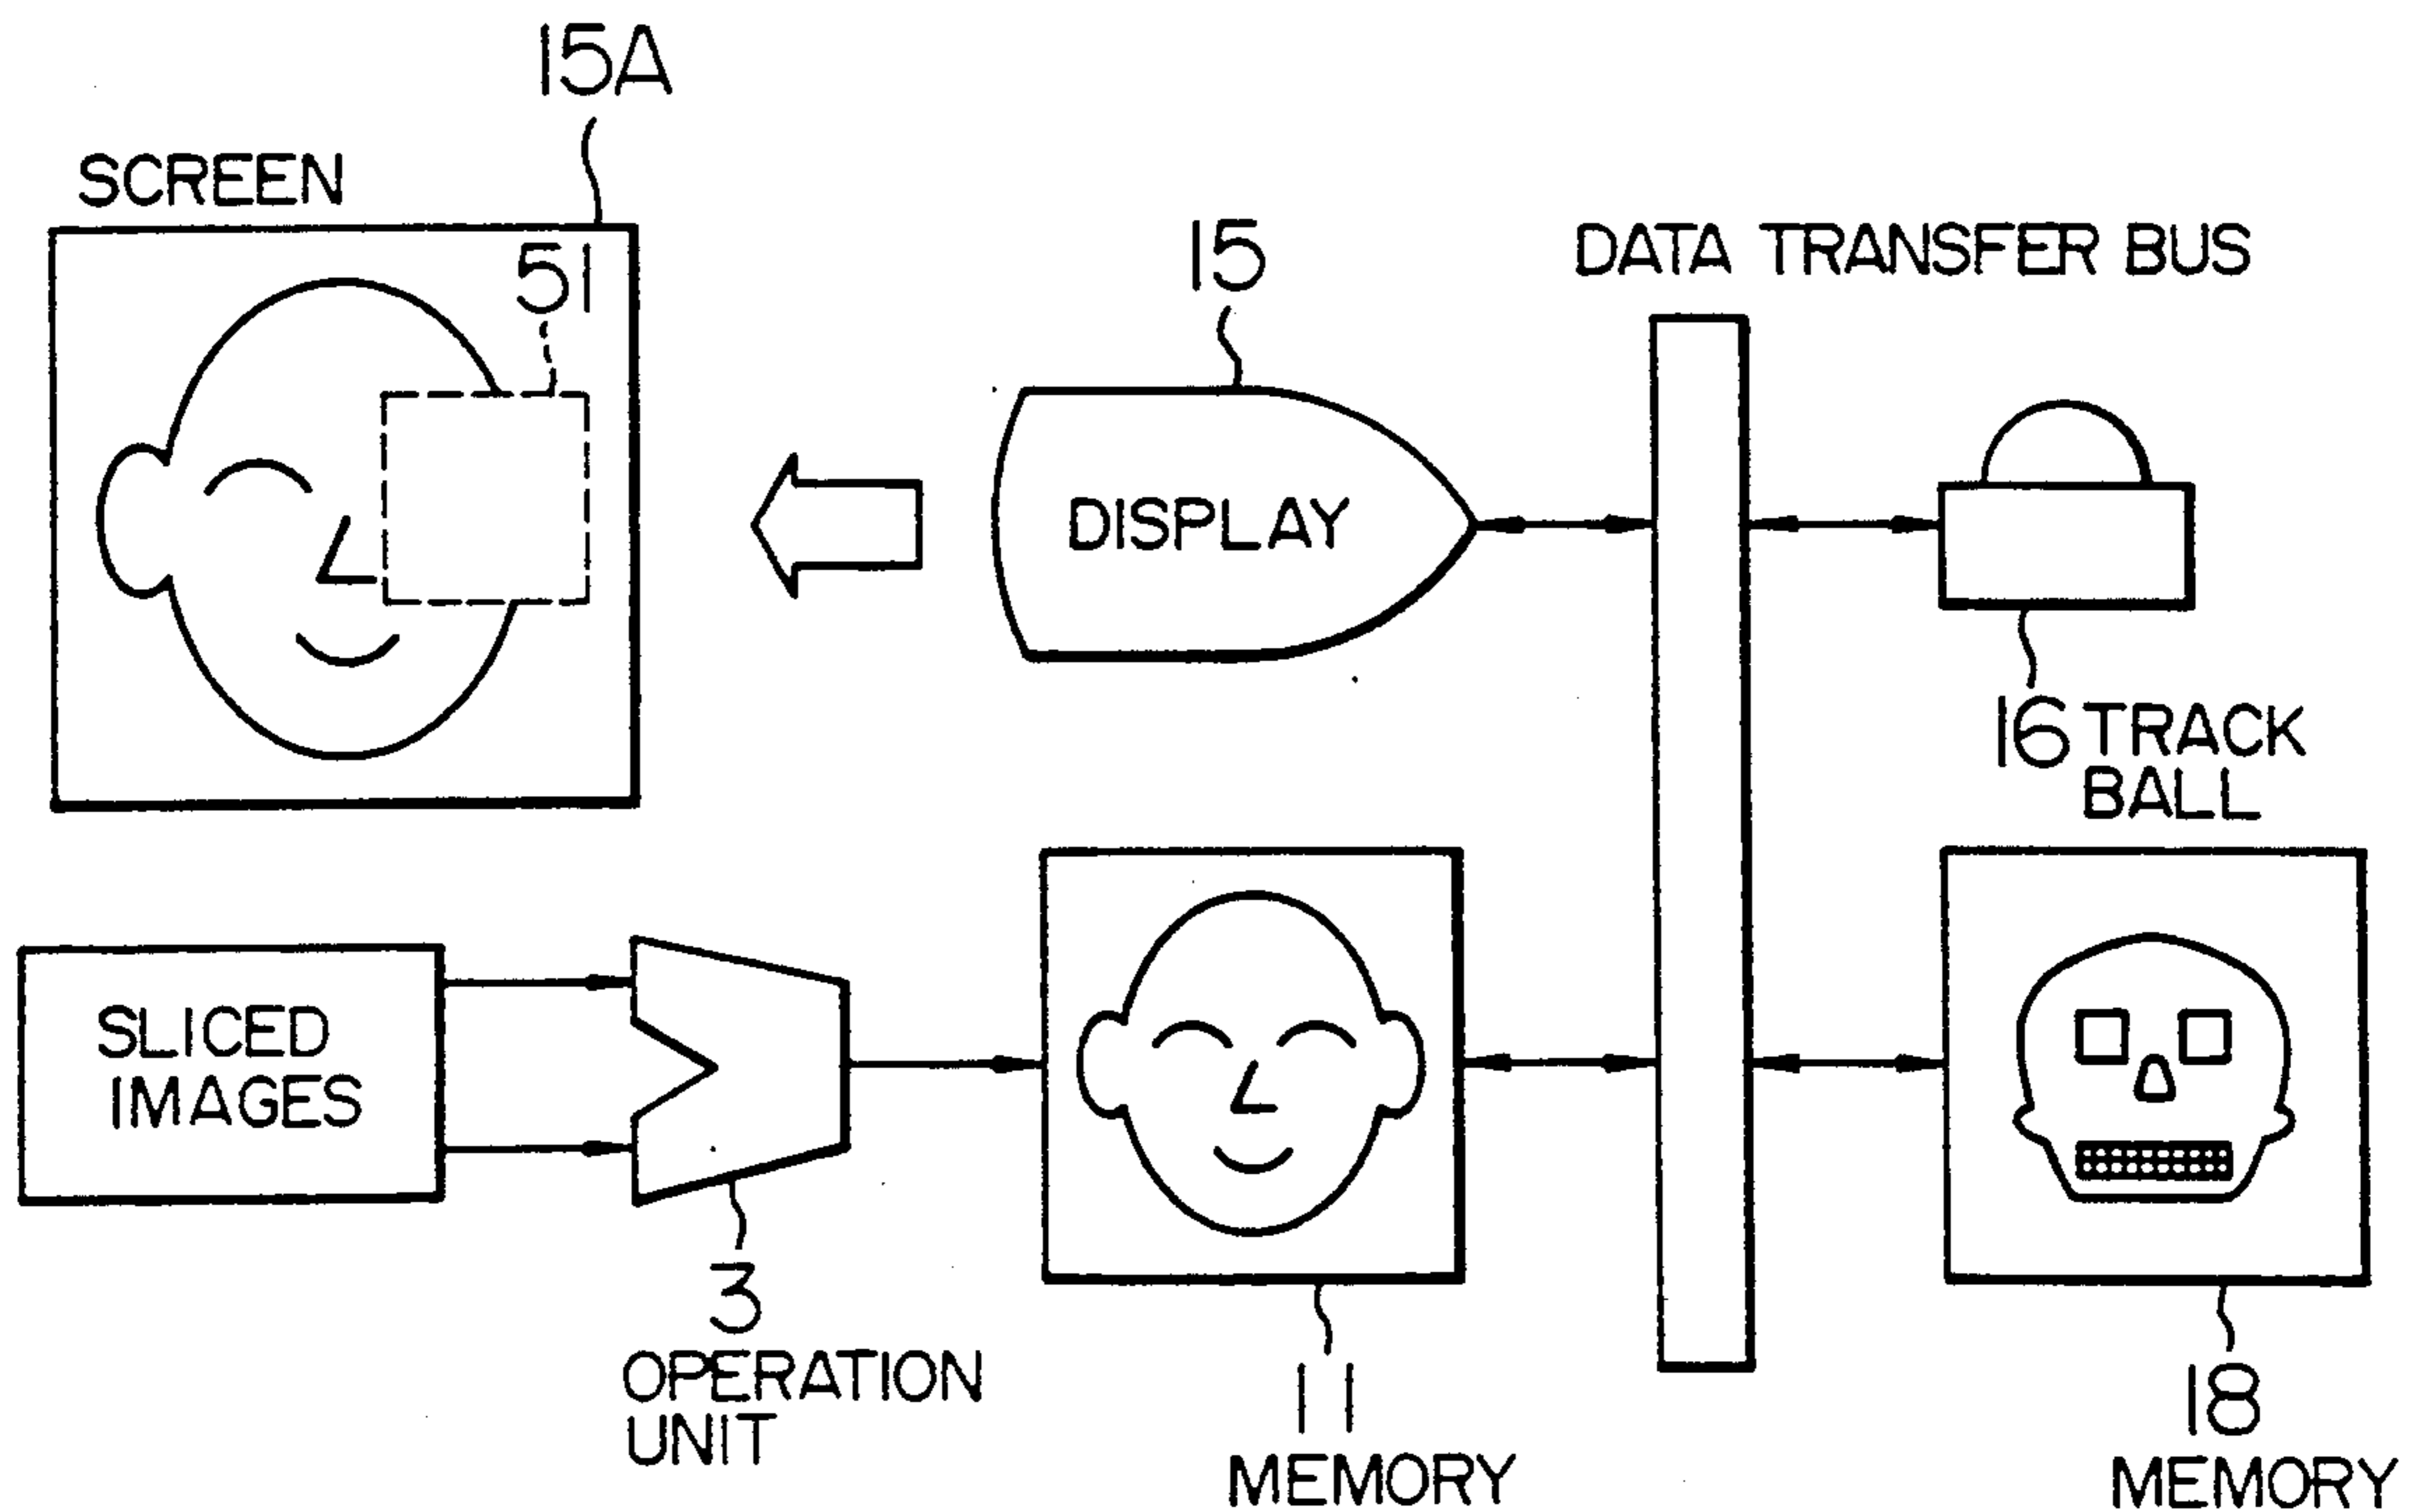 15A
SCREEN
51
15
DATA TRANSFER BUS
DISPLAY
16 TRACK
BALL
SLICED
IMAGES
3
OPERATION
UNIT
11
MEMORY
18
MEMORY